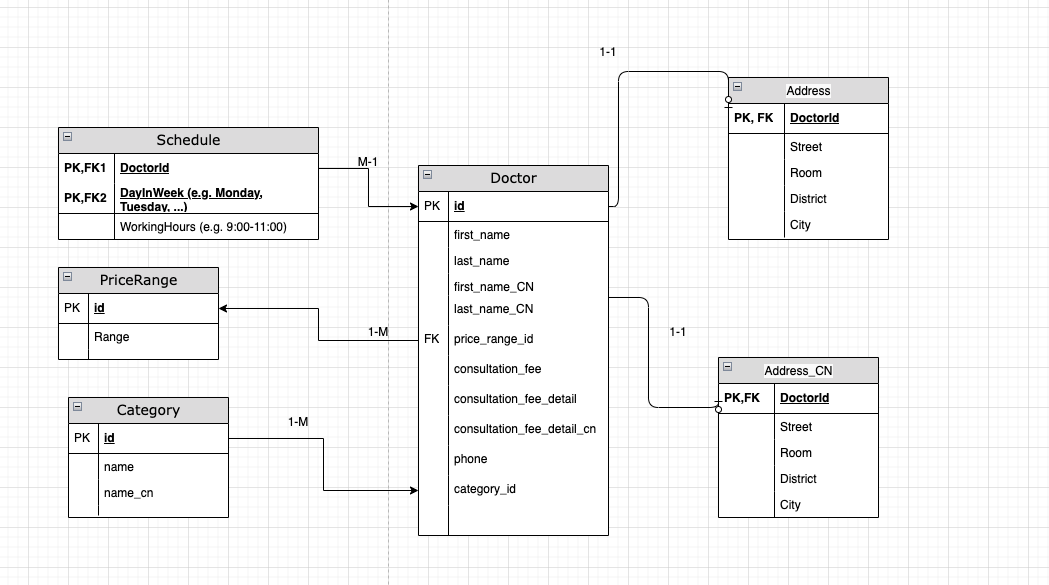 1-1
Address
PK, FK DoctorId
Street
Room
District
City
Schedule
PK,FK1 DoctorId
PK,FK2 DayInWeek (e.g. Monday,
Tuesday, ...)
WorkingHours (e.g. 9:00-11:00)
M-1
Doctor
PK id
first_name
last_name
first_name_CN
last_name_CN
FK price_range_id
consultation_fee
consultation_fee_detail
consultation_fee_detail_cn
phone
category_id
PriceRange
PK id
Range
1-M
1-1
Address_CN
PK,FK DoctorId
Street
Room
District
City
Category
PK id
name
name_cn
1-M